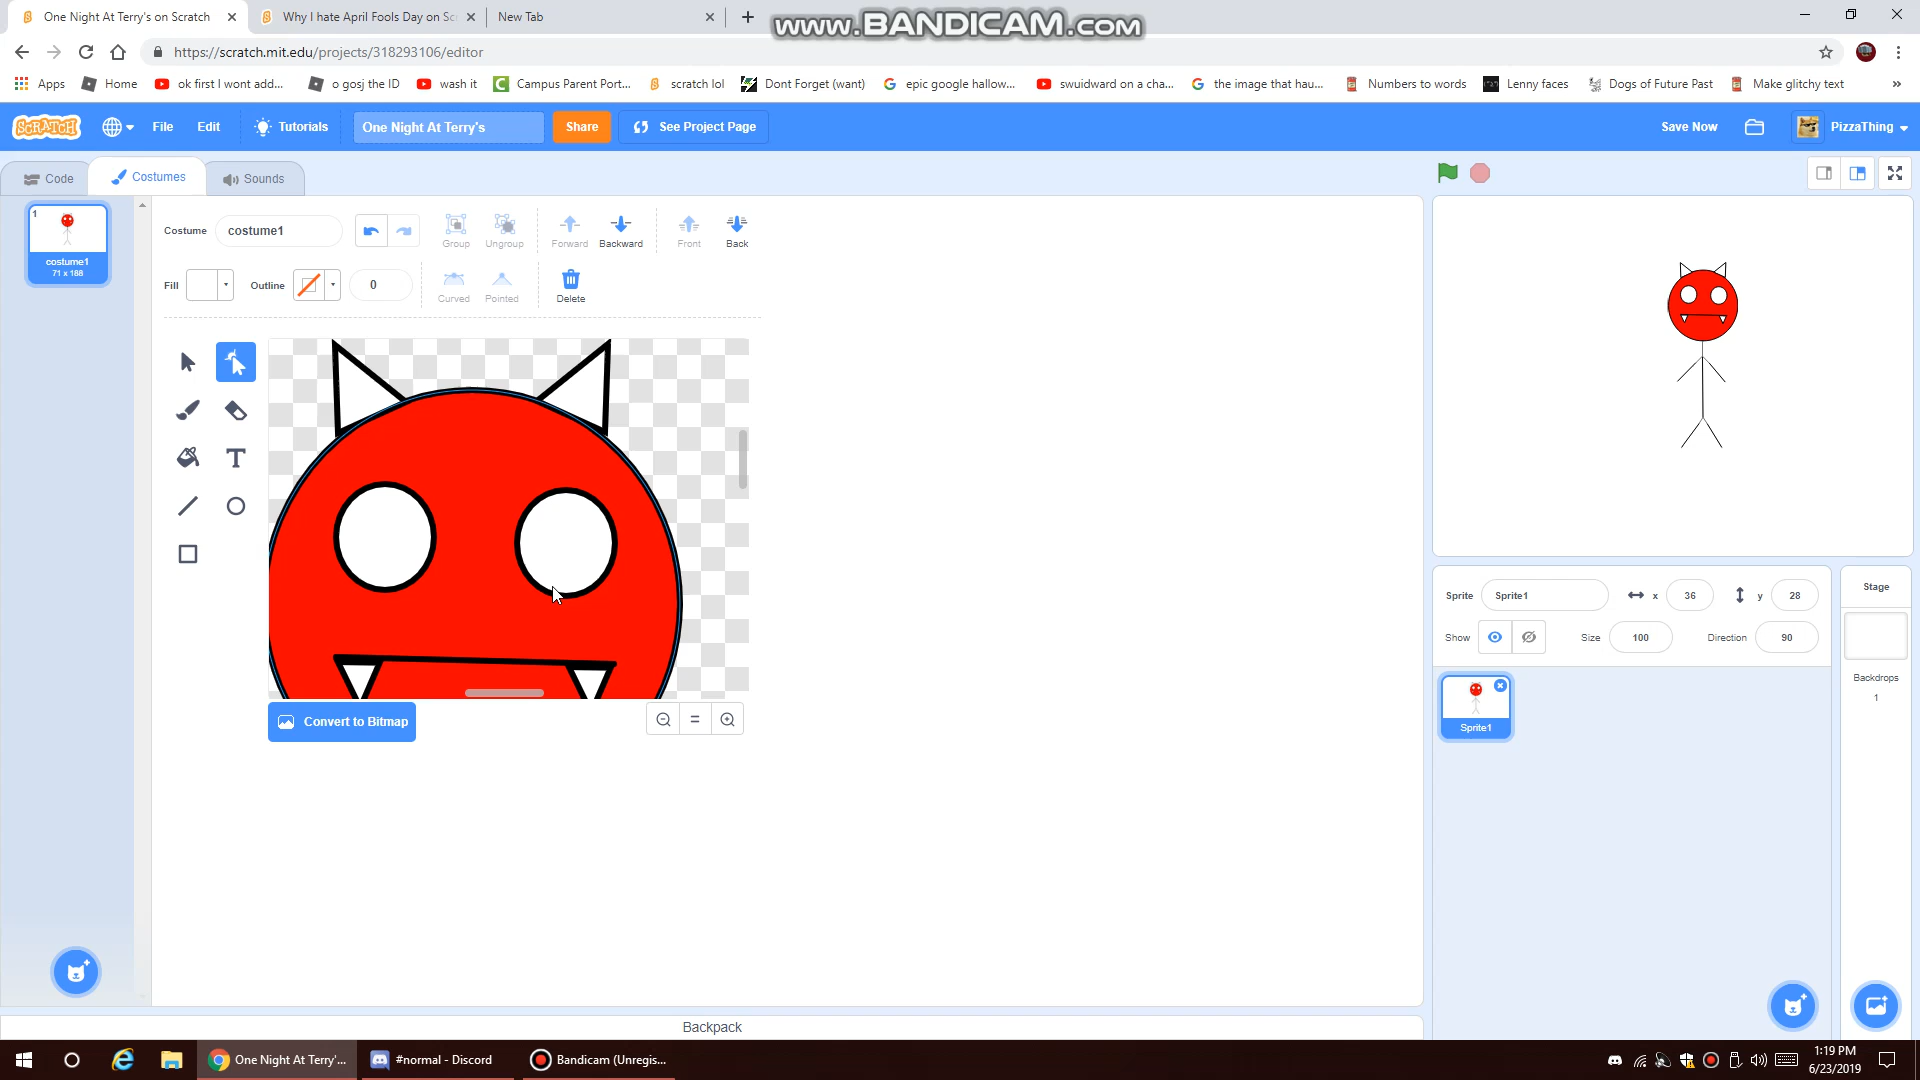 One Night At Terry's on Scratch
Why I hate April Fools Day on Sc
New Tab
www.BANDICAM.com
https://scratch.mit.edu/projects/318293106/editor
Apps
Home
ok first I wont add...
o gosj the ID
wash it
Campus Parent Port...
scratch lol
Dont Forget (want)
epic google hallow...
swuidward on a cha...
the image that hau...
Numbers to words
Lenny faces
Dogs of Future Past
Make glitchy text
»
SCRATCH
File
Edit
Tutorials
One Night At Terry's
Share
See Project Page
Save Now
PizzaThing
Code
Costumes
Sounds
1
costume1
71 x 188
Costume
costume1
Group
Ungroup
Forward
Backward
Front
Back
Fill
Outline
0
Curved
Pointed
Delete
T
Convert to Bitmap
Sprite
Sprite1
x
36
y
28
Show
Size
100
Direction
90
Sprite1
Stage
Backdrops
1
Backpack
One Night At Terry'...
#normal - Discord
Bandicam (Unregis...
1:19 PM
6/23/2019